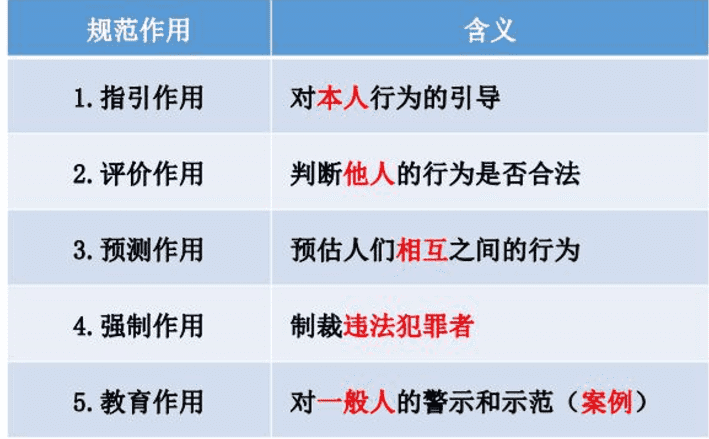 规范作用 含义
1.指引作用 对本人行为的引导
2.评价作用 判断他人的行为是否合法
3.预测作用 预估人们相互之间的行为
4.强制作用 制裁违法犯罪者
5.教育作用 对一般人的警示和示范（案例）